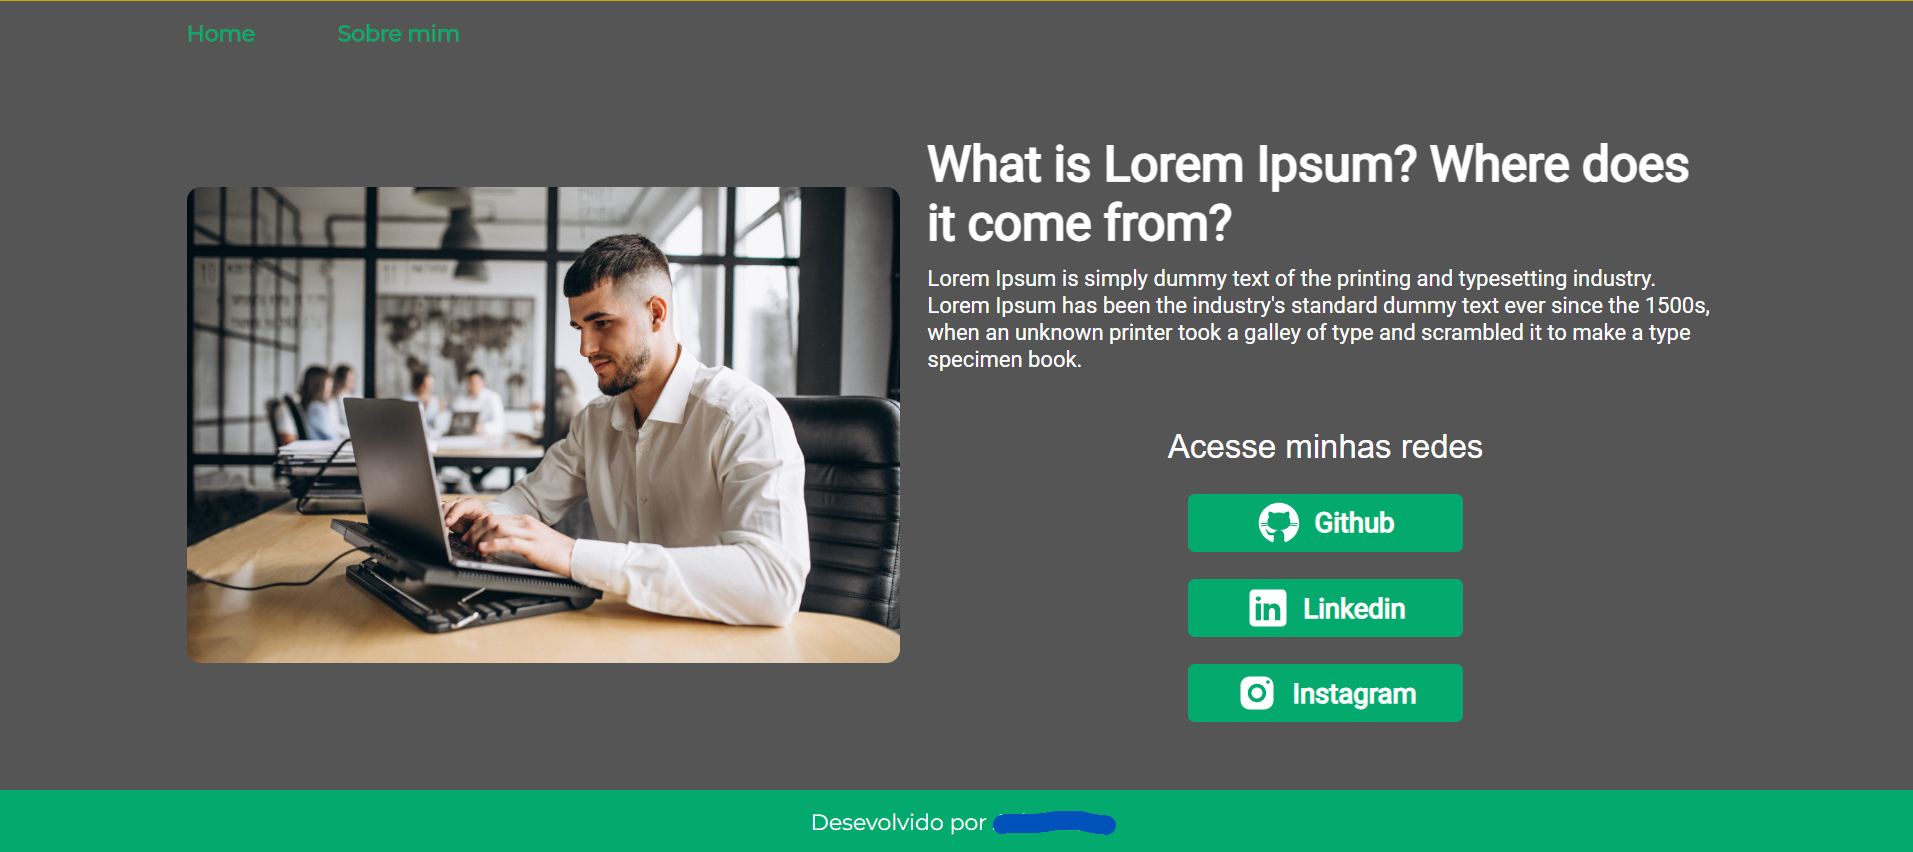 Home Sobre mim
What is Lorem Ipsum? Where does
it come from?
Lorem Ipsum is simply dummy text of the printing and typesetting industry.
Lorem Ipsum has been the industry's standard dummy text ever since the 1500s,
when an unknown printer took a galley of type and scrambled it to make a type
specimen book.
Acesse minhas redes
Github
in Linkedin
Instagram
Desevolvido por